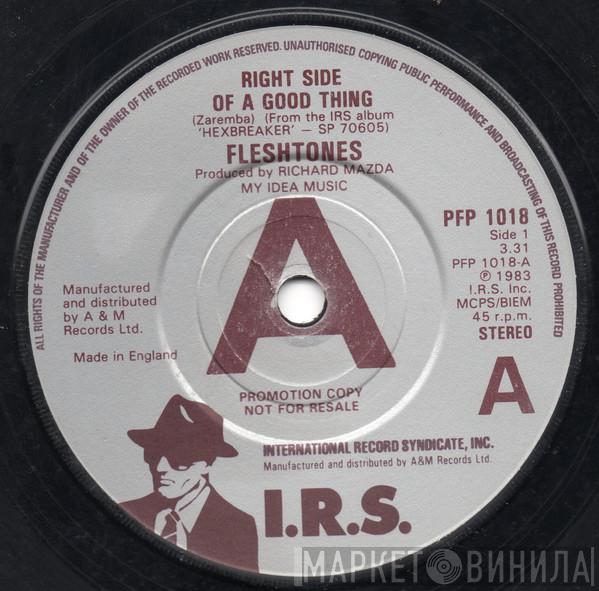 ALL RIGHTS OF THE MANUFACTURER AND OF THE OWNER OF THE RECORDED WORK RESERVED. UNAUTHORISED COPYING PUBLIC PERFORMANCE AND BROADCASTING OF THIS RECORD PROHIBITED
RIGHT SIDE
OF A GOOD THING
(Zaremba) (From the IRS album
'HEXBREAKER' – SP 70605)
FLESHTONES
Produced by RICHARD MAZDA
MY IDEA MUSIC
A
PFP 1018
Side 1
3.31
PFP 1018-A
℗ 1983
I.R.S. Inc.
MCPS/BIEM
45 r.p.m.
STEREO
A
Manufactured
and distributed
by A & M
Records Ltd.
Made in England
PROMOTION COPY
NOT FOR RESALE
INTERNATIONAL RECORD SYNDICATE, INC.
Manufactured and distributed by A&M Records Ltd.
I.R.S.
МАРКЕТ ВИНИЛА